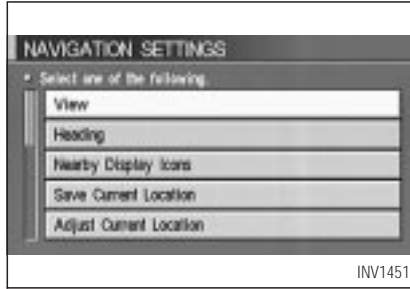 NAVIGATION SETTINGS
Select one of the following.
View
Heading
Nearby Display Icons
Save Current Location
Adjust Current Location
INV1451